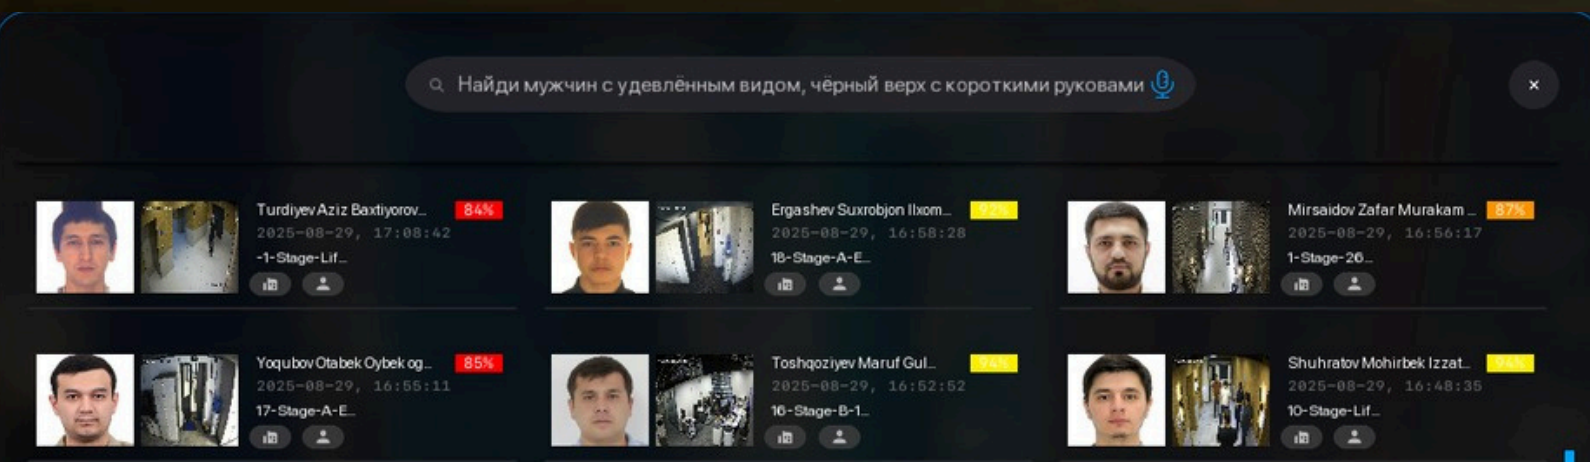 Найди мужчин с удевлённым видом, чёрный верх с короткими руковами
Turdiyev Aziz Baxtiyorov...
84%
2025-08-29, 17:08:42
-1-Stage-Lif...
Ergashev Suxrobjon Ilxom...
92%
2025-08-29, 16:58:28
18-Stage-A-E...
Mirsaidov Zafar Murakam ...
87%
2025-08-29, 16:56:17
1-Stage-26...
Yoqubov Otabek Oybek og...
85%
2025-08-29, 16:55:11
17-Stage-A-E...
Toshqoziyev Maruf Gul...
94%
2025-08-29, 16:52:52
16-Stage-B-1...
Shuhratov Mohirbek Izzat...
94%
2025-08-29, 16:48:35
10-Stage-Lif...